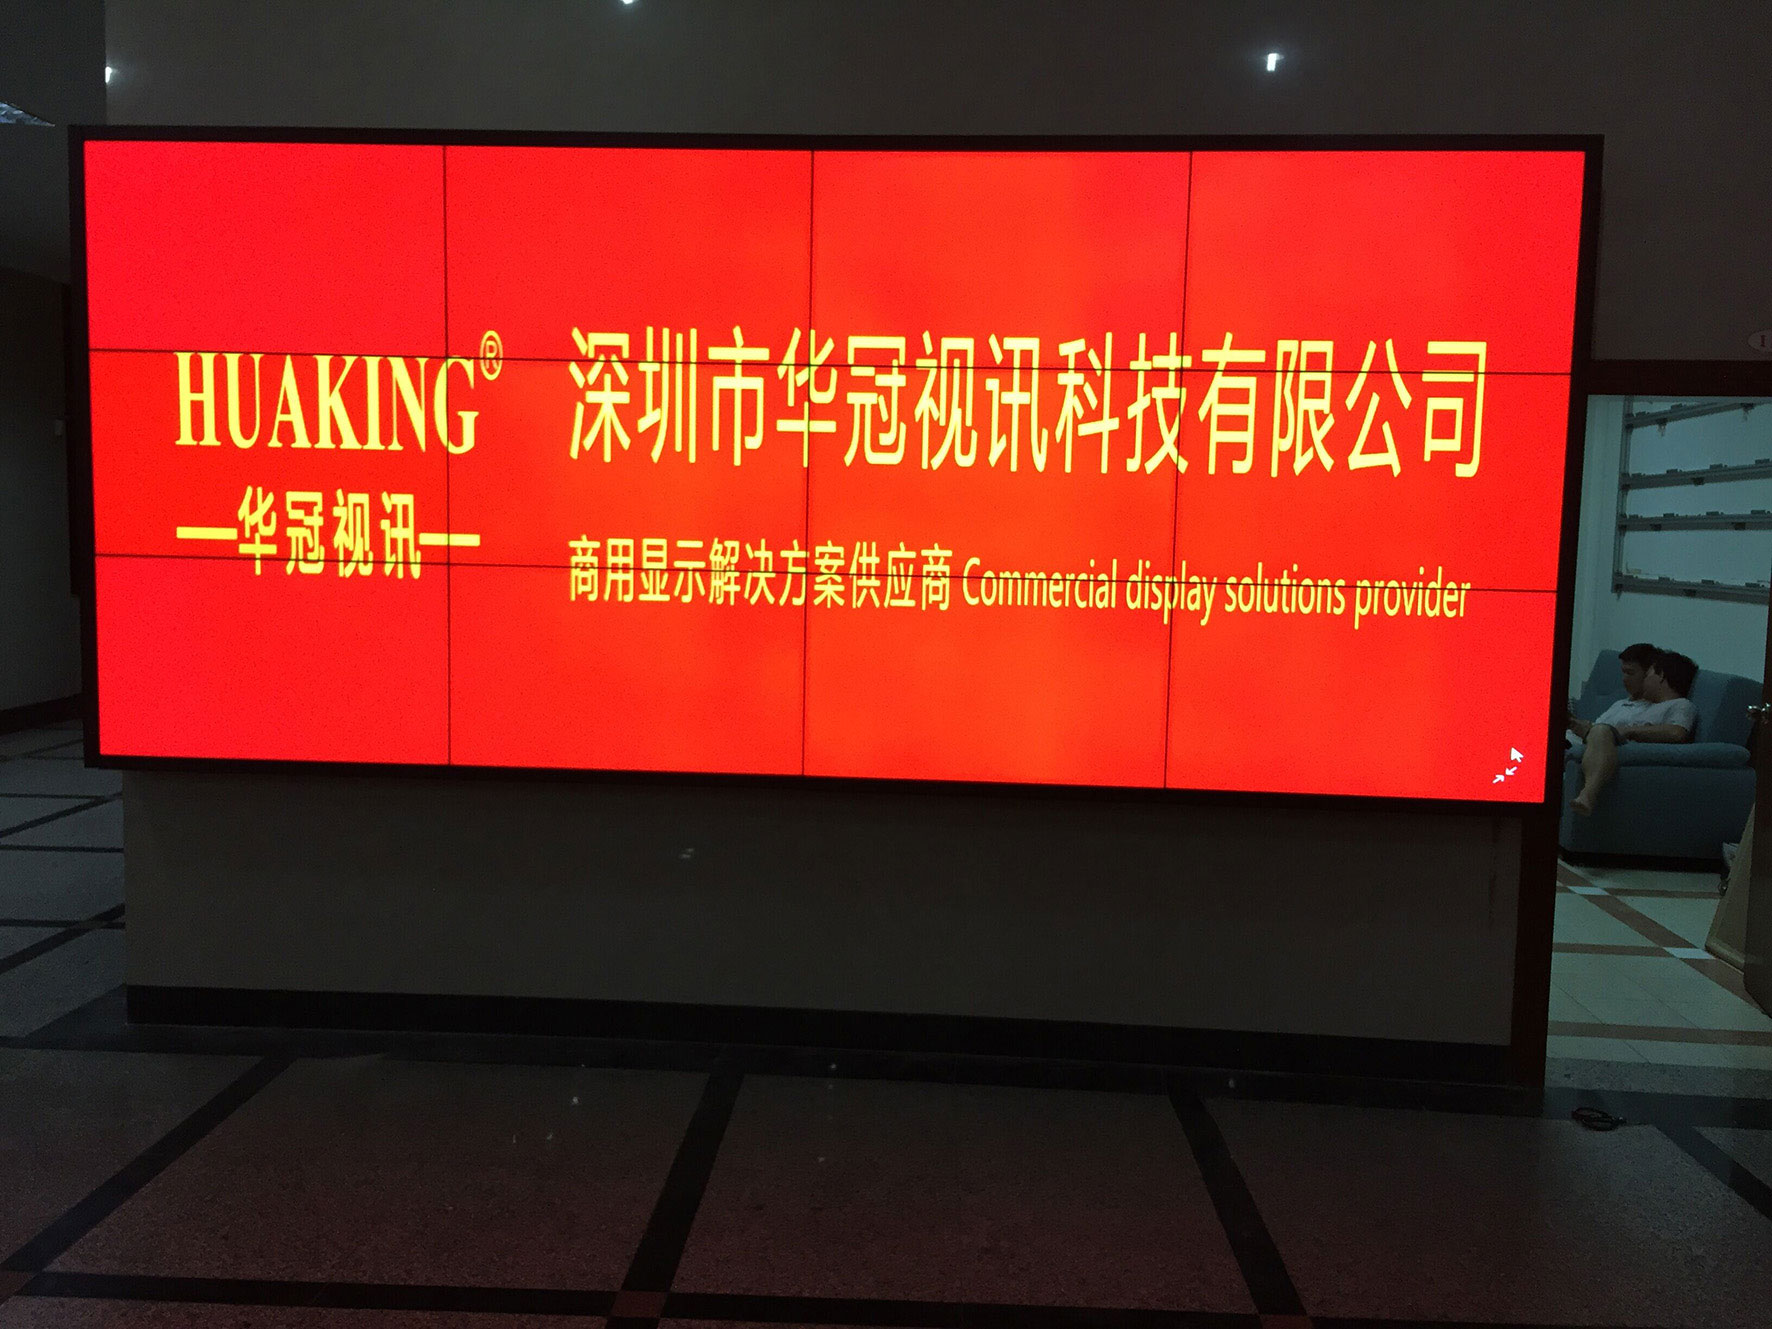 HUAKING®
—华冠视讯—
深圳市华冠视讯科技有限公司
商用显示解决方案供应商 Commercial display solutions provider